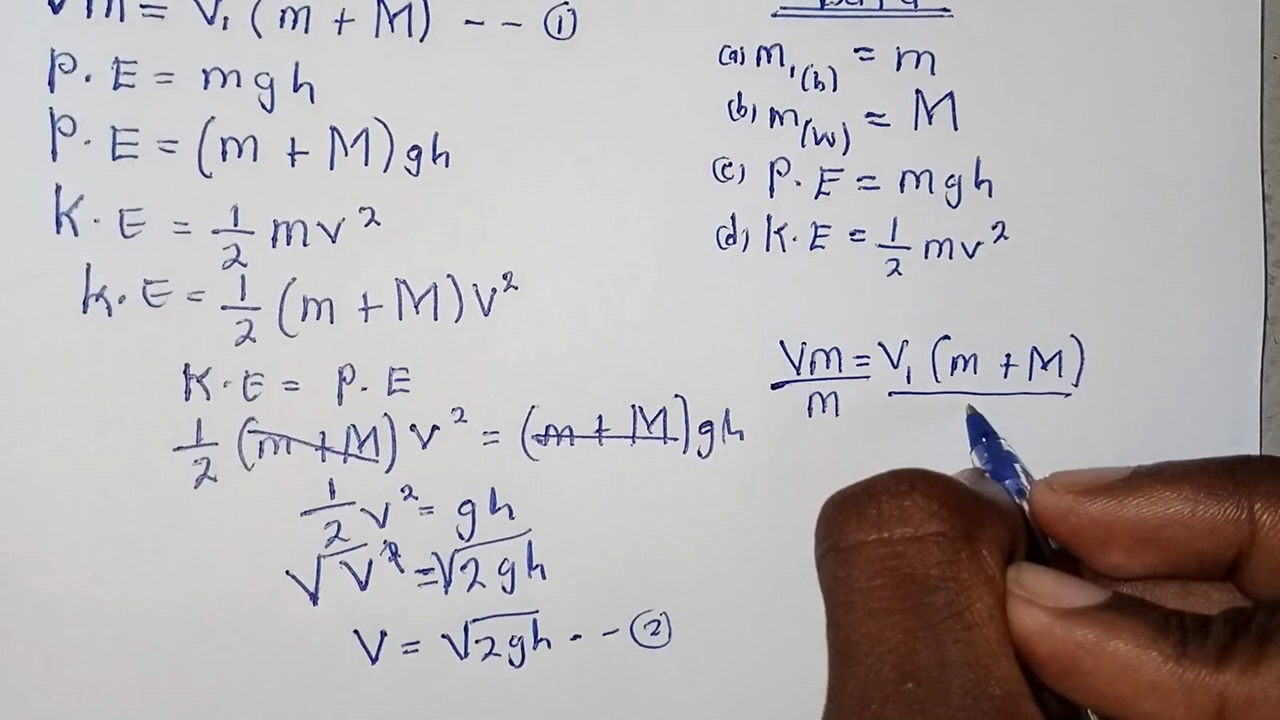 Vm = V₁ (m + M) -- ①
P.E = mgh
P.E = (m + M)gh
K.E = 1/2 mv²
K.E = 1/2 (m + M)V²
K.E = P.E
1/2 (m+M) v² = (m + M)gh
1/2 v² = gh
√V² = √2gh
V = √2gh -- ②
(a) m₁(b) = m
(b) m(w) = M
(c) P.E = mgh
(d) K.E = 1/2 mv²
Vm/m = V₁ (m + M)